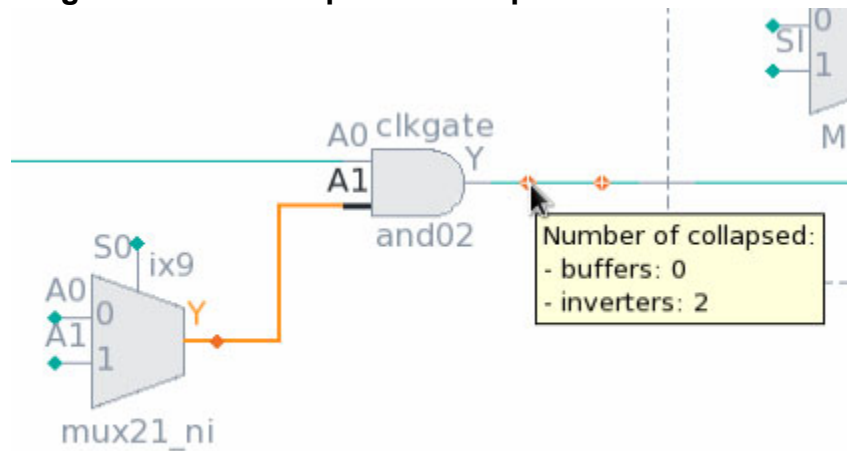 0
SI
1
M
A0 clkgate
Y
A1
and02
Number of collapsed:
- buffers: 0
- inverters: 2
S0
ix9
A0
0
Y
A1
1
mux21_ni